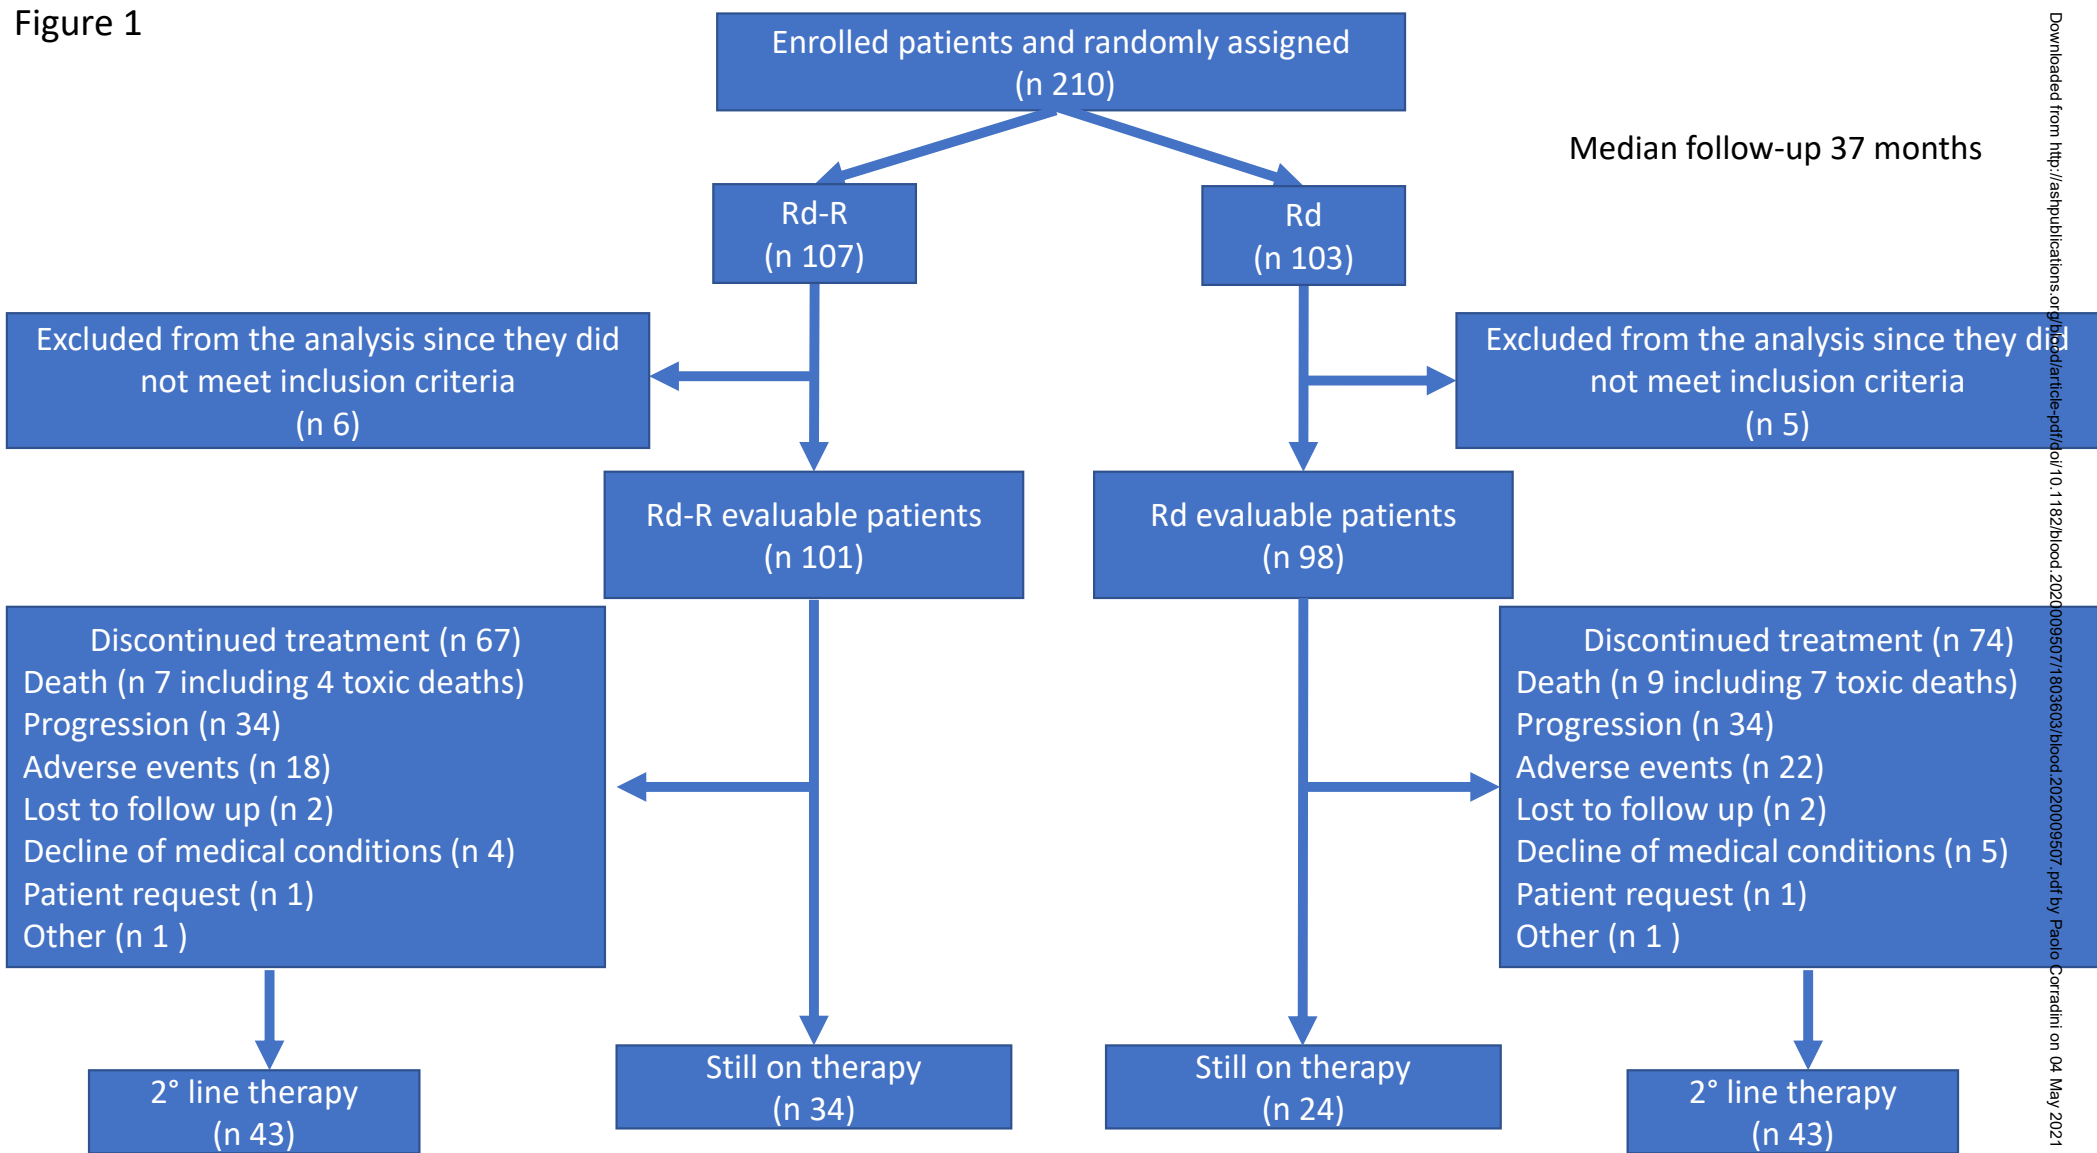 Figure 1
Enrolled patients and randomly assigned
(n 210)
Median follow-up 37 months
Rd-R
(n 107)
Rd
(n 103)
Excluded from the analysis since they did
not meet inclusion criteria
(n 6)
Excluded from the analysis since they did
not meet inclusion criteria
(n 5)
Rd-R evaluable patients
(n 101)
Rd evaluable patients
(n 98)
Discontinued treatment (n 67)
Death (n 7 including 4 toxic deaths)
Progression (n 34)
Adverse events (n 18)
Lost to follow up (n 2)
Decline of medical conditions (n 4)
Patient request (n 1)
Other (n 1 )
Discontinued treatment (n 74)
Death (n 9 including 7 toxic deaths)
Progression (n 34)
Adverse events (n 22)
Lost to follow up (n 2)
Decline of medical conditions (n 5)
Patient request (n 1)
Other (n 1 )
2° line therapy
(n 43)
Still on therapy
(n 34)
Still on therapy
(n 24)
2° line therapy
(n 43)
Downloaded from http://ashpublications.org/blood/article-pdf/doi/10.1182/blood.2020009507/1803603/blood.2020009507.pdf by Paolo Corradini on 04 May 2021